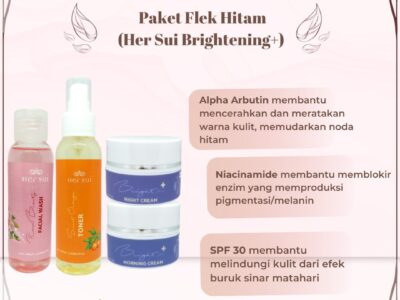 Paket Flek Hitam
(Her Sui Brightening+)
Alpha Arbutin membantu
mencerahkan dan meratakan
warna kulit, memudarkan noda
hitam
Niacinamide membantu memblokir
enzim yang memproduksi
pigmentasi/melanin
SPF 30 membantu
melindungi kulit dari efek
buruk sinar matahari
HER SUI
FACIAL WASH
HER SUI
TONER
Bright +
NIGHT CREAM
Bright +
MORNING CREAM